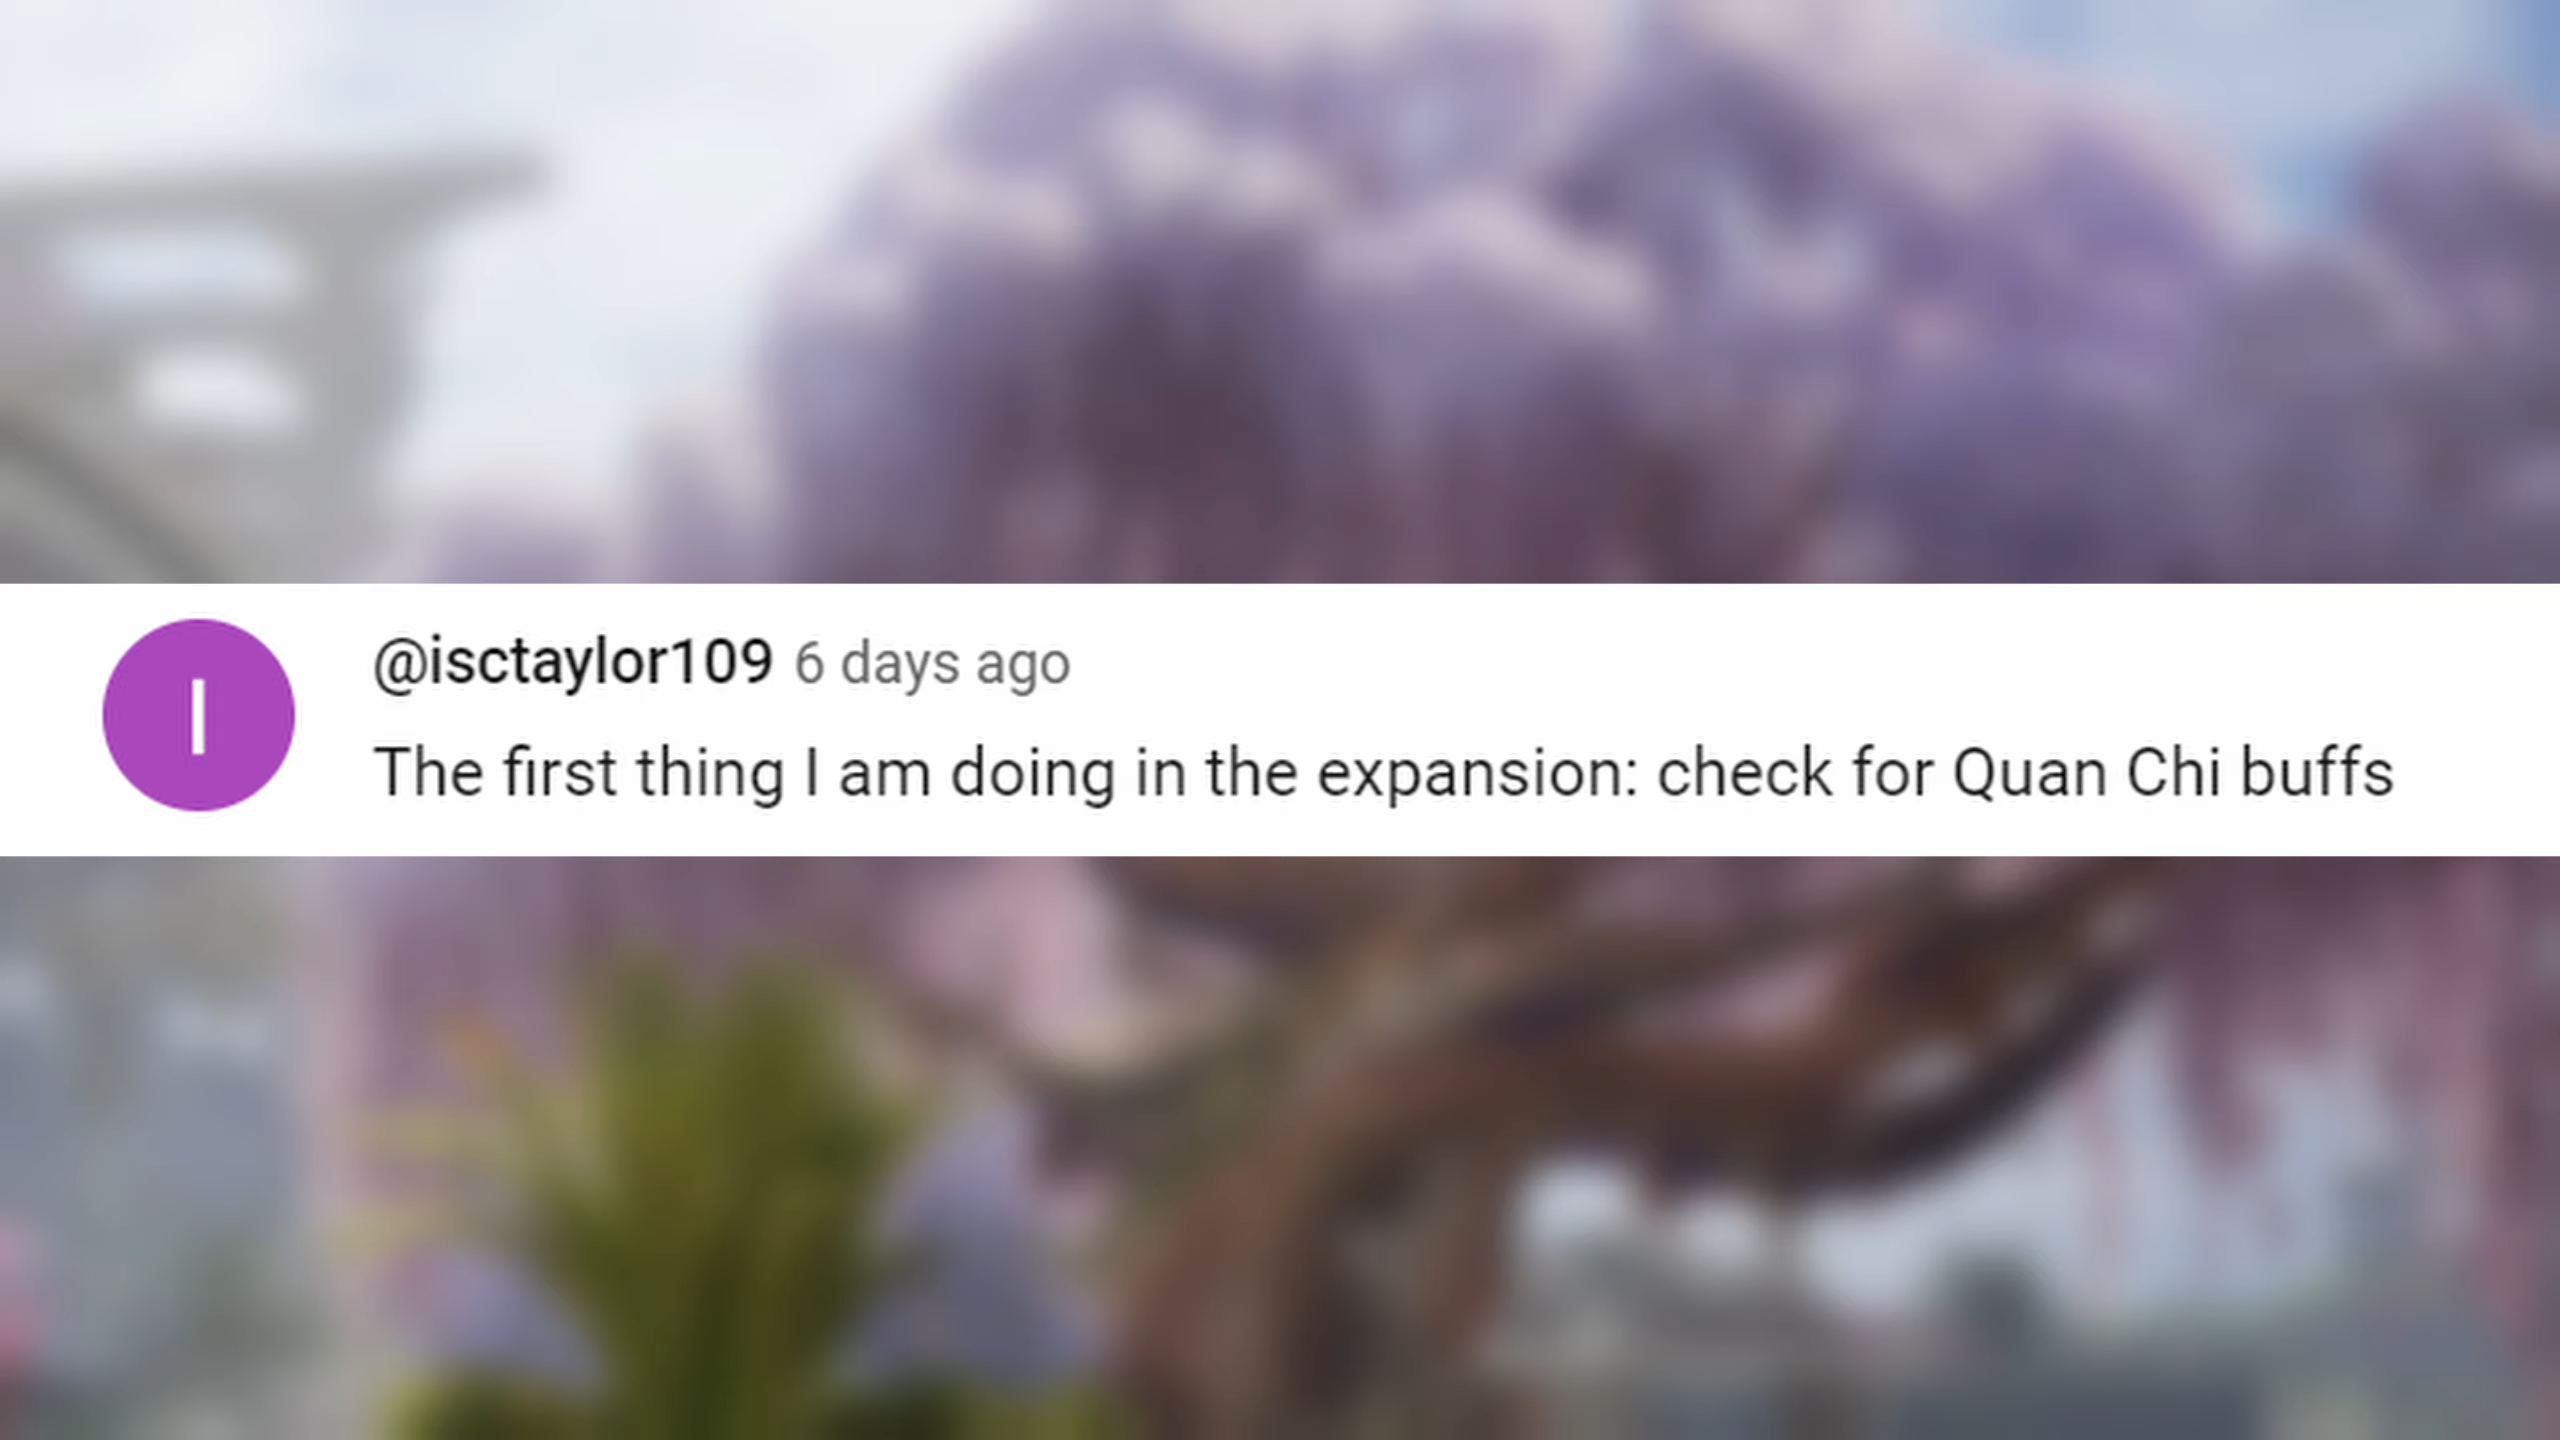 I
@isctaylor109 6 days ago
The first thing I am doing in the expansion: check for Quan Chi buffs